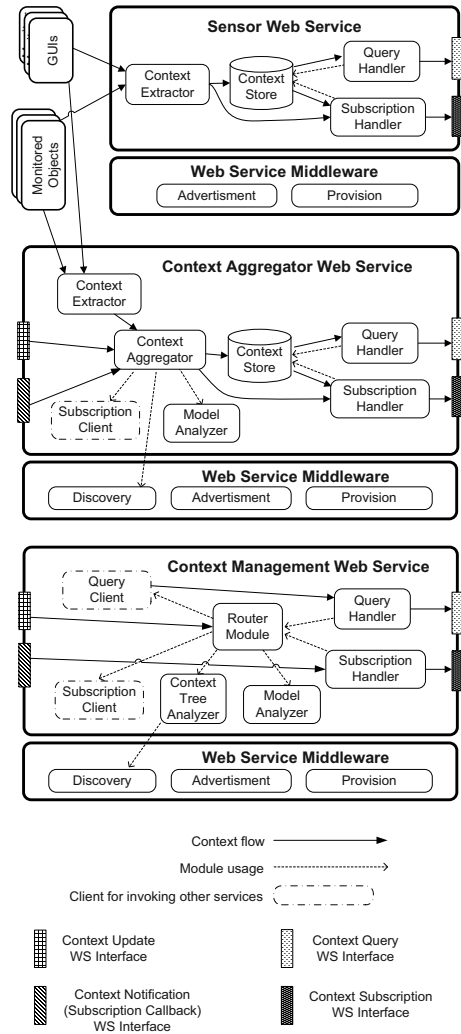 Sensor Web Service
GUIs
Context
Extractor
Context
Store
Query
Handler
Subscription
Handler
Monitored
Objects
Web Service Middleware
Advertisment
Provision
Context Aggregator Web Service
Context
Extractor
Context
Aggregator
Context
Store
Query
Handler
Subscription
Handler
Subscription
Client
Model
Analyzer
Web Service Middleware
Discovery
Advertisment
Provision
Context Management Web Service
Query
Client
Router
Module
Query
Handler
Subscription
Handler
Subscription
Client
Context
Tree
Analyzer
Model
Analyzer
Web Service Middleware
Discovery
Advertisment
Provision
Context flow
Module usage
Client for invoking other services
Context Update
WS Interface
Context Query
WS Interface
Context Notification
(Subscription Callback)
WS Interface
Context Subscription
WS Interface